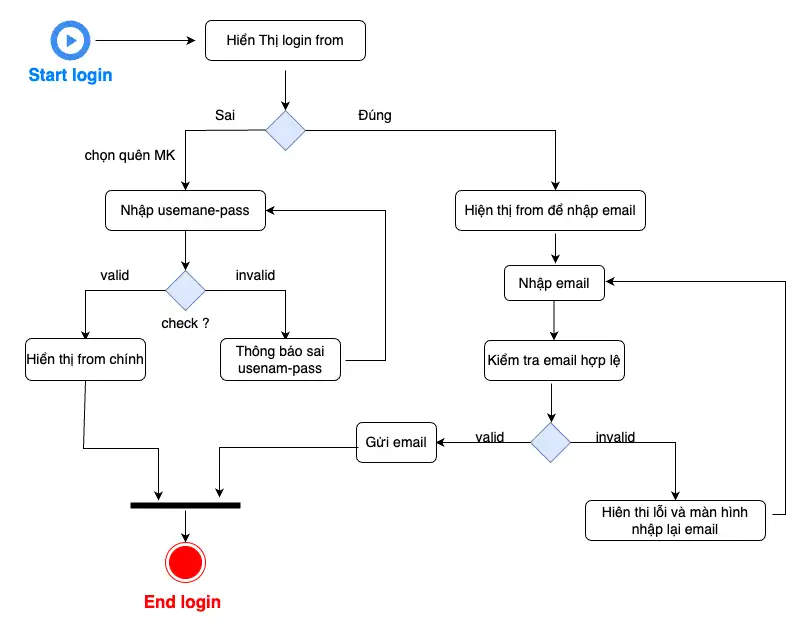 Start login
Hiển Thị login from
Sai
Đúng
chọn quên MK
Nhập usemane-pass
Hiện thị from để nhập email
valid
invalid
check ?
Nhập email
Hiển thị from chính
Thông báo sai
usenam-pass
Kiểm tra email hợp lệ
Gửi email
valid
invalid
Hiên thi lỗi và màn hình
nhập lại email
End login